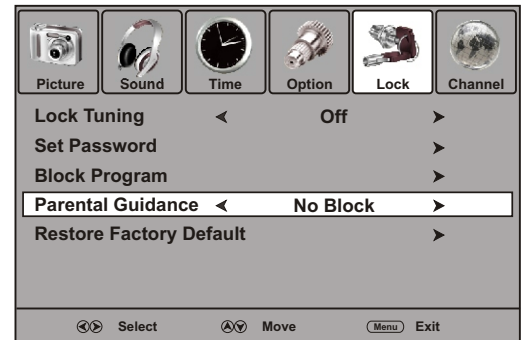 Picture Sound Time Option Lock Channel
Lock Tuning Off
Set Password
Block Program
Parental Guidance No Block
Restore Factory Default
Select Move Menu Exit